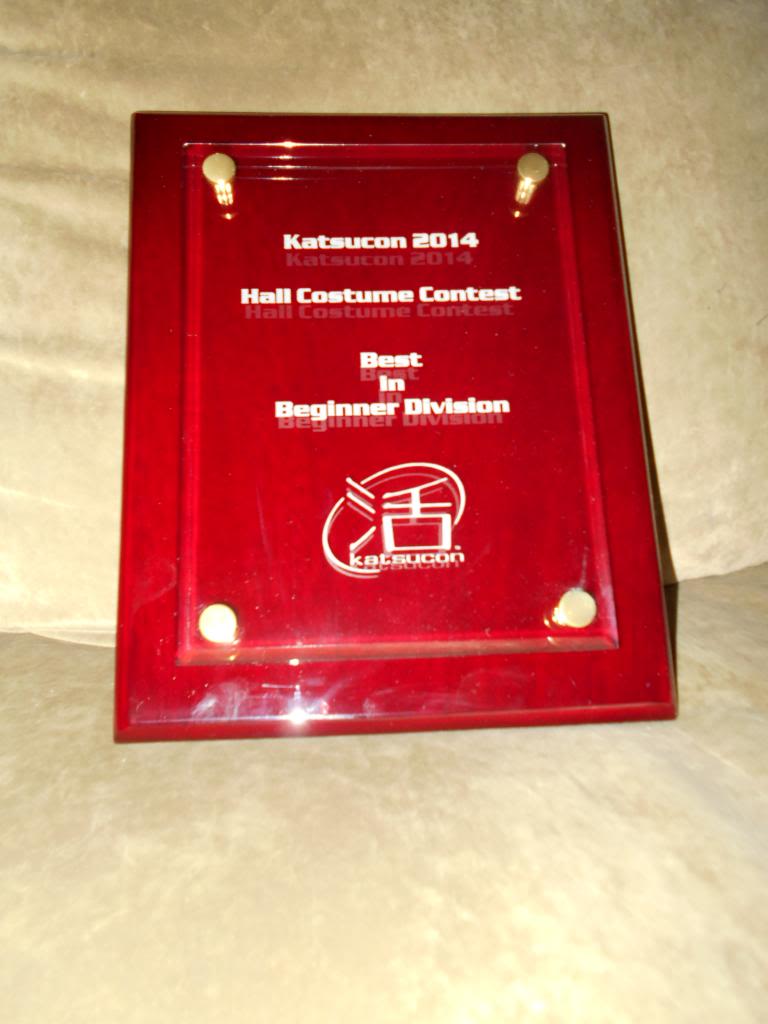 Katsucon 2014
Hall Costume Contest
Best
In
Beginner Division
活
katsucon